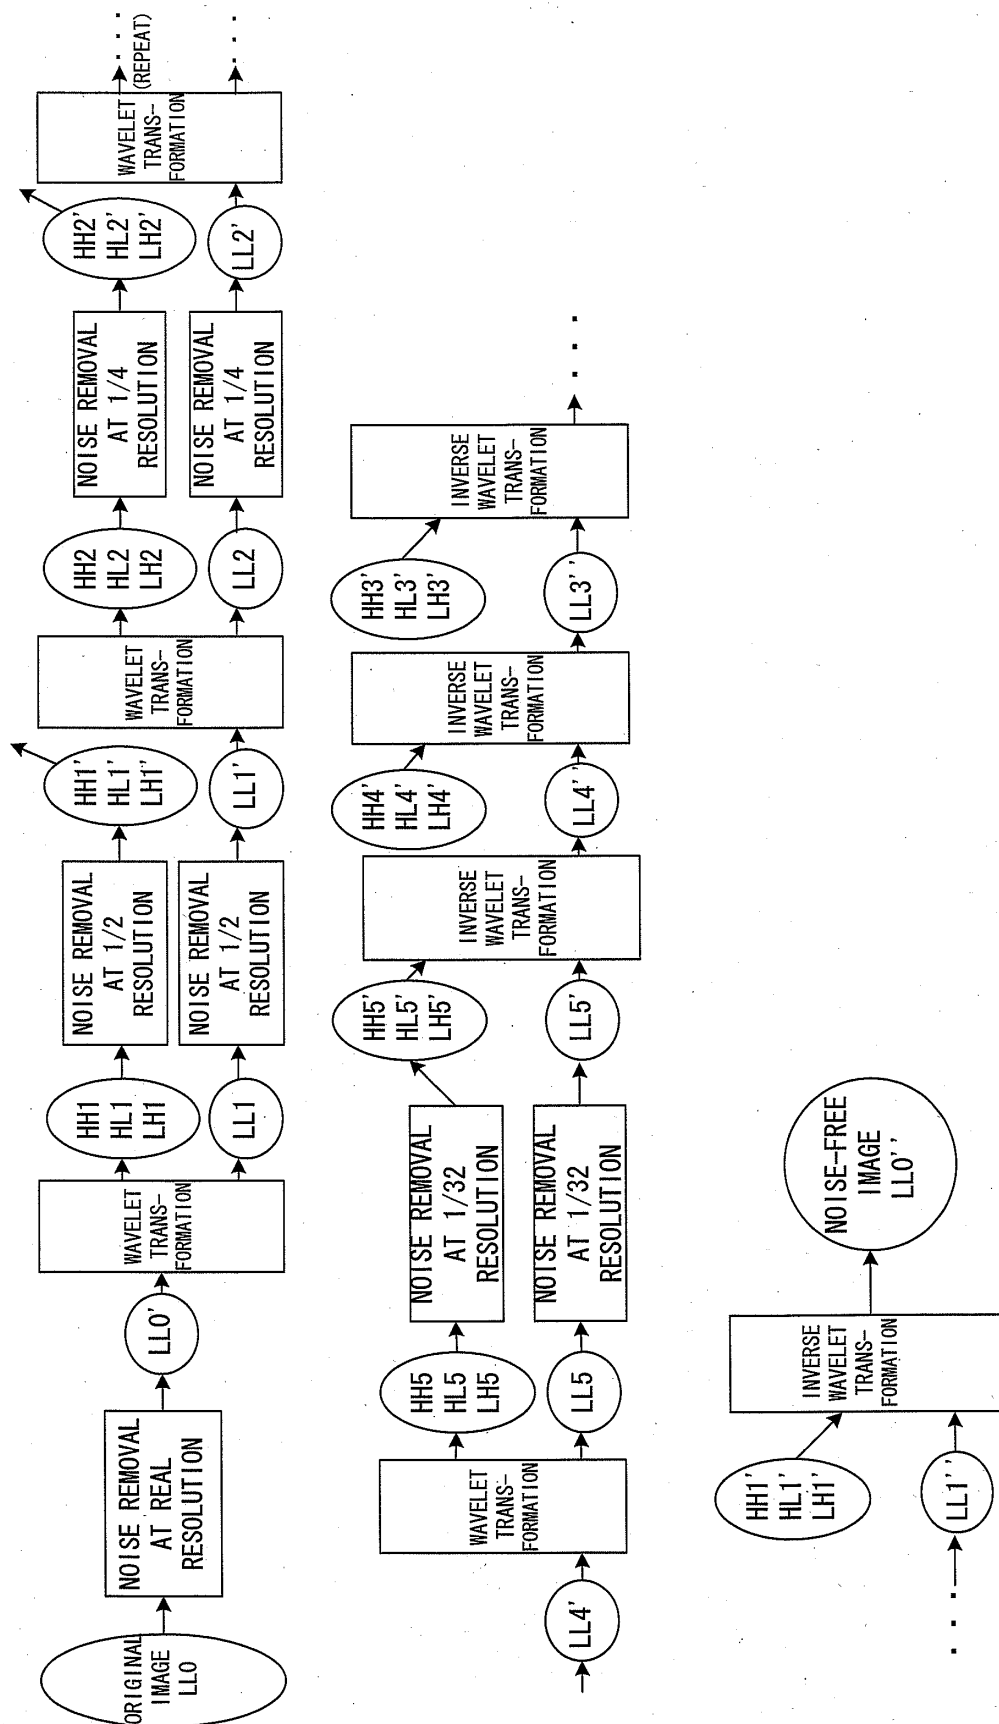 ORIGINAL
IMAGE
LL0
NOISE REMOVAL
AT REAL
RESOLUTION
LL0'
WAVELET
TRANS-
FORMATION
HH1
HL1
LH1
LL1
NOISE REMOVAL
AT 1/2
RESOLUTION
NOISE REMOVAL
AT 1/2
RESOLUTION
HH1'
HL1'
LH1'
LL1'
WAVELET
TRANS-
FORMATION
HH2
HL2
LH2
LL2
NOISE REMOVAL
AT 1/4
RESOLUTION
NOISE REMOVAL
AT 1/4
RESOLUTION
HH2'
HL2'
LH2'
LL2'
WAVELET
TRANS-
FORMATION
...
(REPEAT)
...
LL4'
WAVELET
TRANS-
FORMATION
HH5
HL5
LH5
LL5
NOISE REMOVAL
AT 1/32
RESOLUTION
NOISE REMOVAL
AT 1/32
RESOLUTION
HH5'
HL5'
LH5'
LL5'
INVERSE
WAVELET
TRANS-
FORMATION
HH4'
HL4'
LH4'
LL4''
INVERSE
WAVELET
TRANS-
FORMATION
HH3'
HL3'
LH3'
LL3''
INVERSE
WAVELET
TRANS-
FORMATION
...
...
HH1'
HL1'
LH1'
LL1''
INVERSE
WAVELET
TRANS-
FORMATION
NOISE-FREE
IMAGE
LL0''